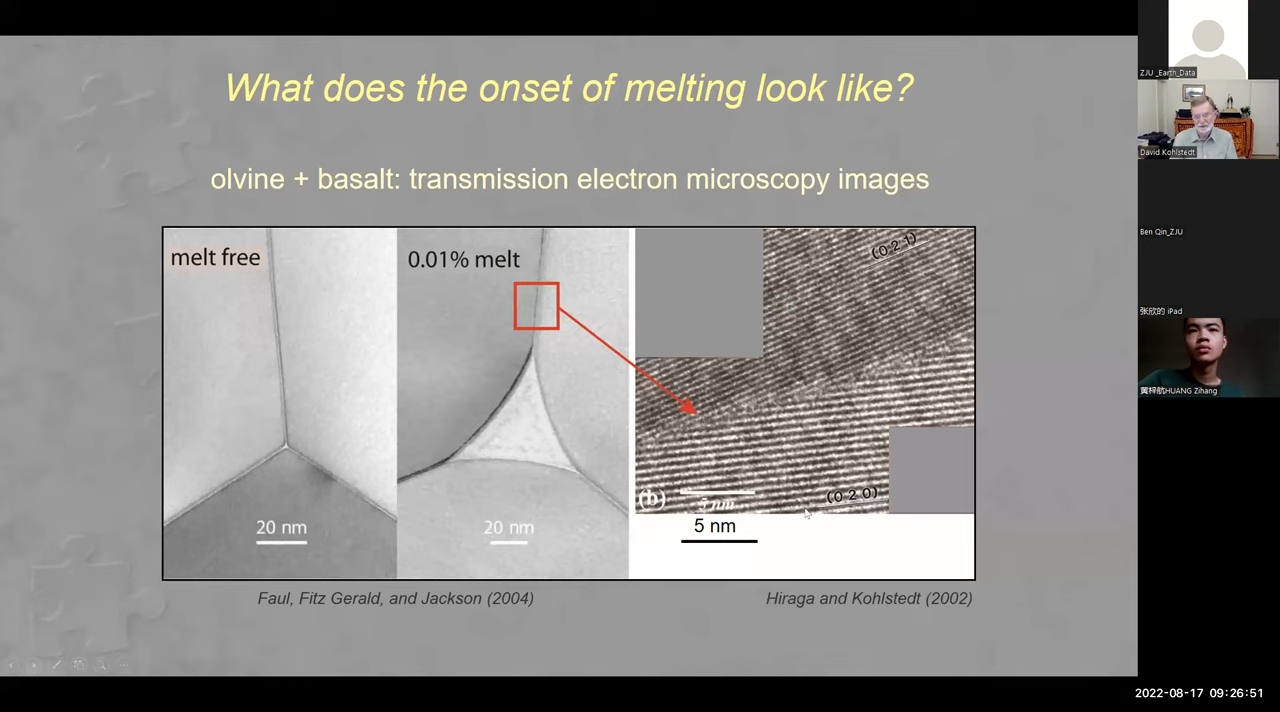 What does the onset of melting look like?
olvine + basalt: transmission electron microscopy images
melt free
0.01% melt
(0 2 1)
20 nm
20 nm
(b)
5 nm
(0 2 0)
5 nm
Faul, Fitz Gerald, and Jackson (2004)
Hiraga and Kohlstedt (2002)
ZJU _Earth_Data
David Kohlstedt
Ben Qin_ZJU
张欣的 iPad
黄梓航HUANG Zihang
2022-08-17 09:26:51